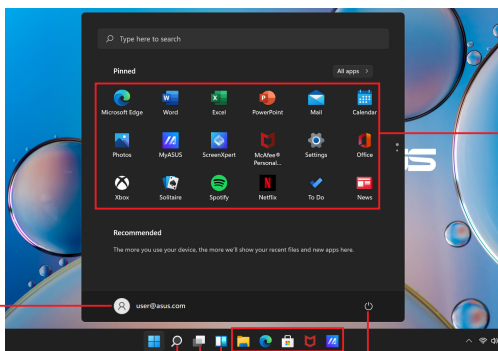 Type here to search
Pinned
All apps >
Microsoft Edge Word Excel PowerPoint Mail Calendar
Photos MyASUS ScreenXpert McAfee® Personal... Settings Office
Xbox Solitaire Spotify Netflix To Do News
Recommended
The more you use your device, the more we'll show your recent files and new apps here.
user@asus.com